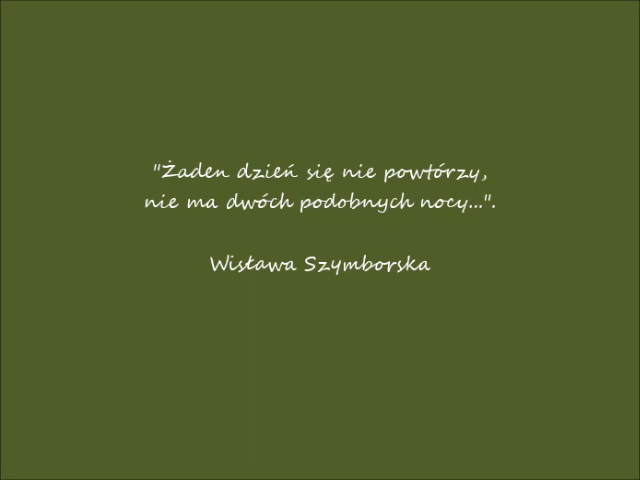 "Żaden dzień się nie powtórzy,
nie ma dwóch podobnych nocy...".
Wisława Szymborska